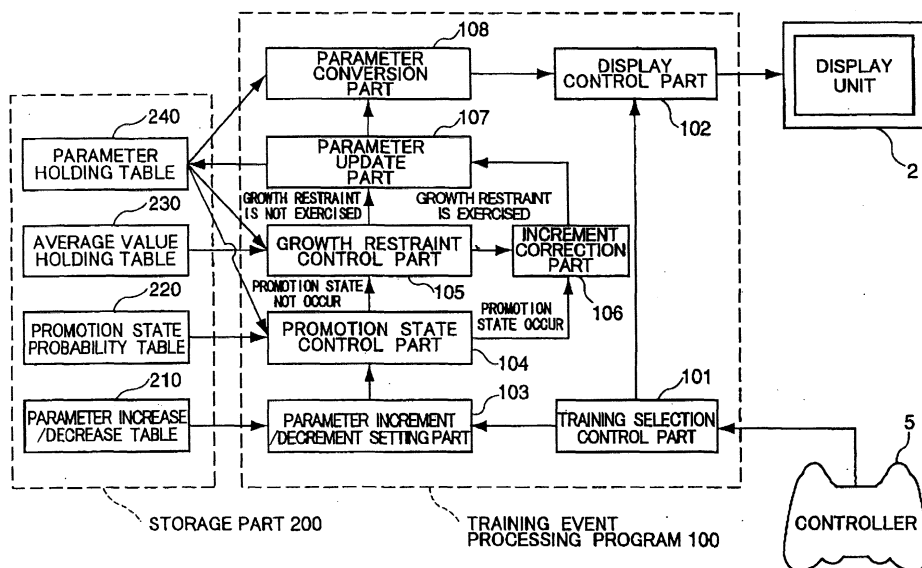 108
PARAMETER
CONVERSION
PART
DISPLAY
CONTROL PART
102
DISPLAY
UNIT
2
240
PARAMETER
HOLDING TABLE
107
PARAMETER
UPDATE
PART
GROWTH RESTRAINT
IS NOT EXERCISED
GROWTH RESTRAINT
IS EXERCISED
230
AVERAGE VALUE
HOLDING TABLE
GROWTH RESTRAINT
CONTROL PART
105
INCREMENT
CORRECTION
PART
106
PROMOTION STATE
NOT OCCUR
PROMOTION
STATE OCCUR
220
PROMOTION STATE
PROBABILITY TABLE
PROMOTION STATE
CONTROL PART
104
210
PARAMETER INCREASE
/DECREASE TABLE
103
PARAMETER INCREMENT
/DECREMENT SETTING PART
101
TRAINING SELECTION
CONTROL PART
5
CONTROLLER
STORAGE PART 200
TRAINING EVENT
PROCESSING PROGRAM 100